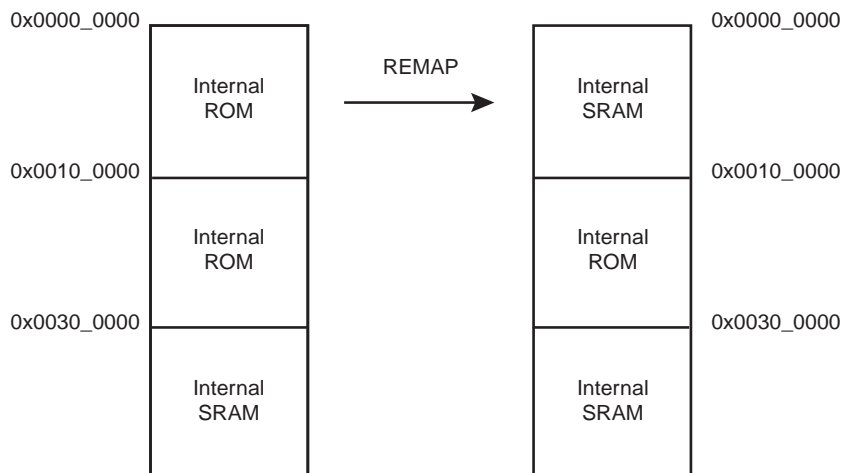 0x0000_0000
Internal
ROM
REMAP
Internal
SRAM
0x0000_0000
0x0010_0000
Internal
ROM
Internal
ROM
0x0010_0000
0x0030_0000
Internal
SRAM
Internal
SRAM
0x0030_0000